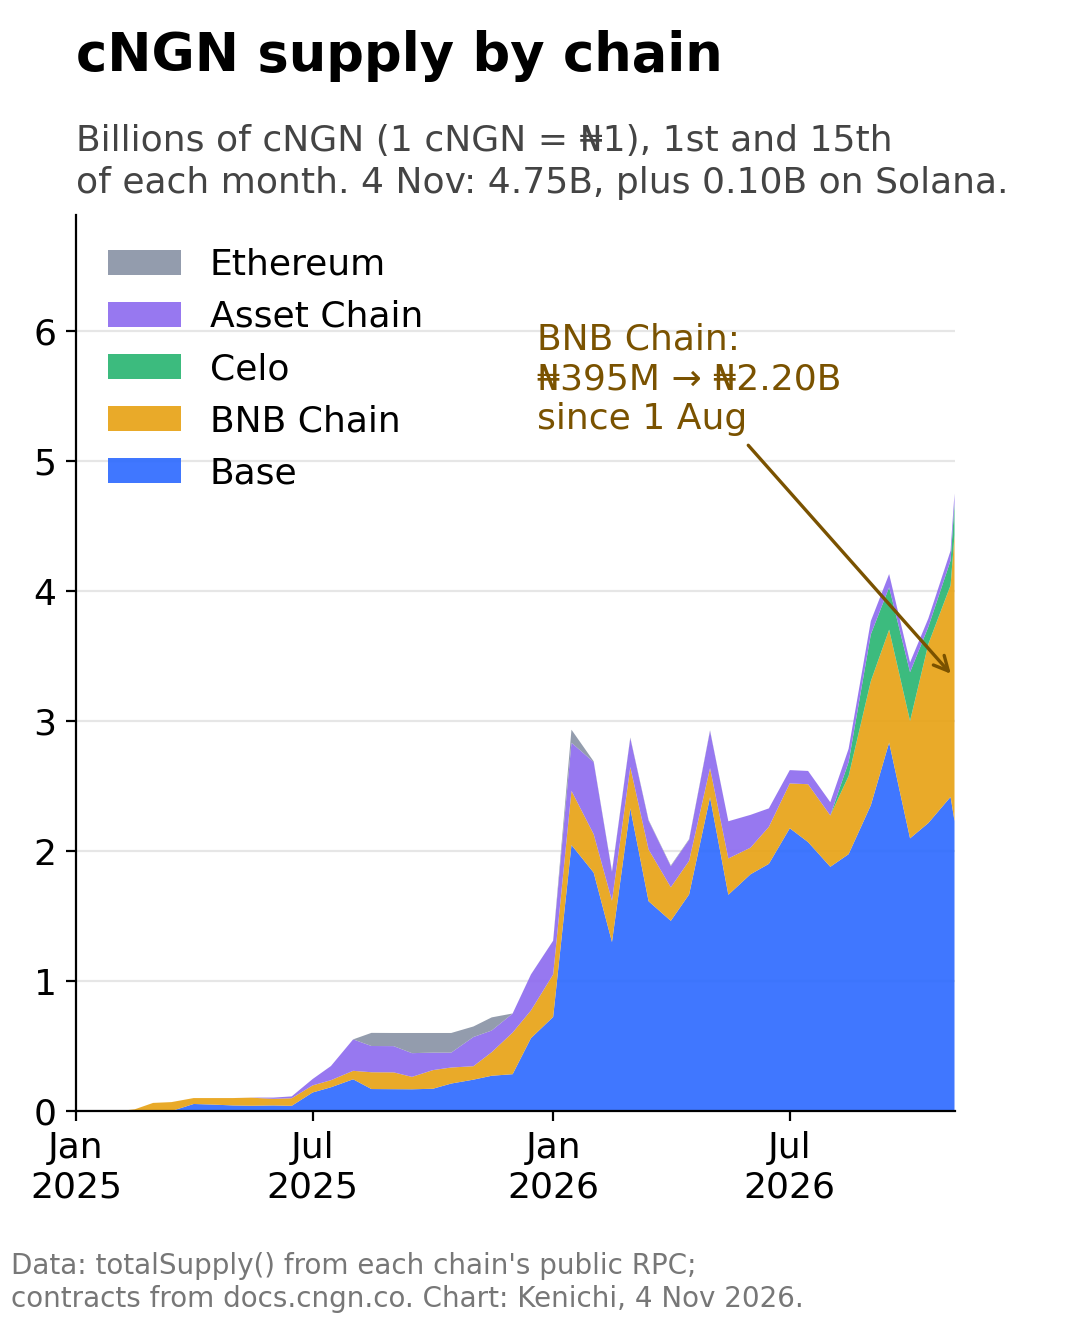 cNGN supply by chain
Billions of cNGN (1 cNGN = ₦1), 1st and 15th
of each month. 4 Nov: 4.75B, plus 0.10B on Solana.
Ethereum
Asset Chain
Celo
BNB Chain
Base
BNB Chain:
₦395M → ₦2.20B
since 1 Aug
6
5
4
3
2
1
0
Jan
2025
Jul
2025
Jan
2026
Jul
2026
Data: totalSupply() from each chain's public RPC;
contracts from docs.cngn.co. Chart: Kenichi, 4 Nov 2026.